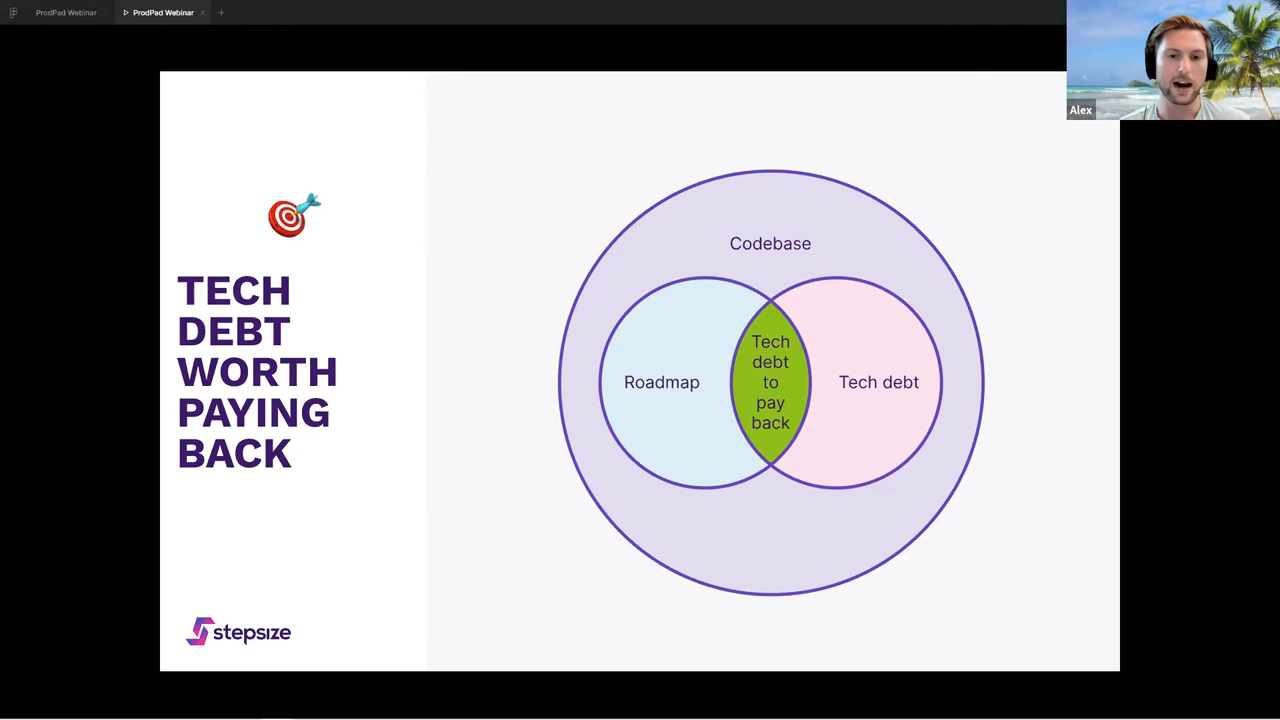 ProdPad Webinar
ProdPad Webinar
Alex
TECH
DEBT
WORTH
PAYING
BACK
stepsize
Codebase
Roadmap
Tech
debt
to
pay
back
Tech debt